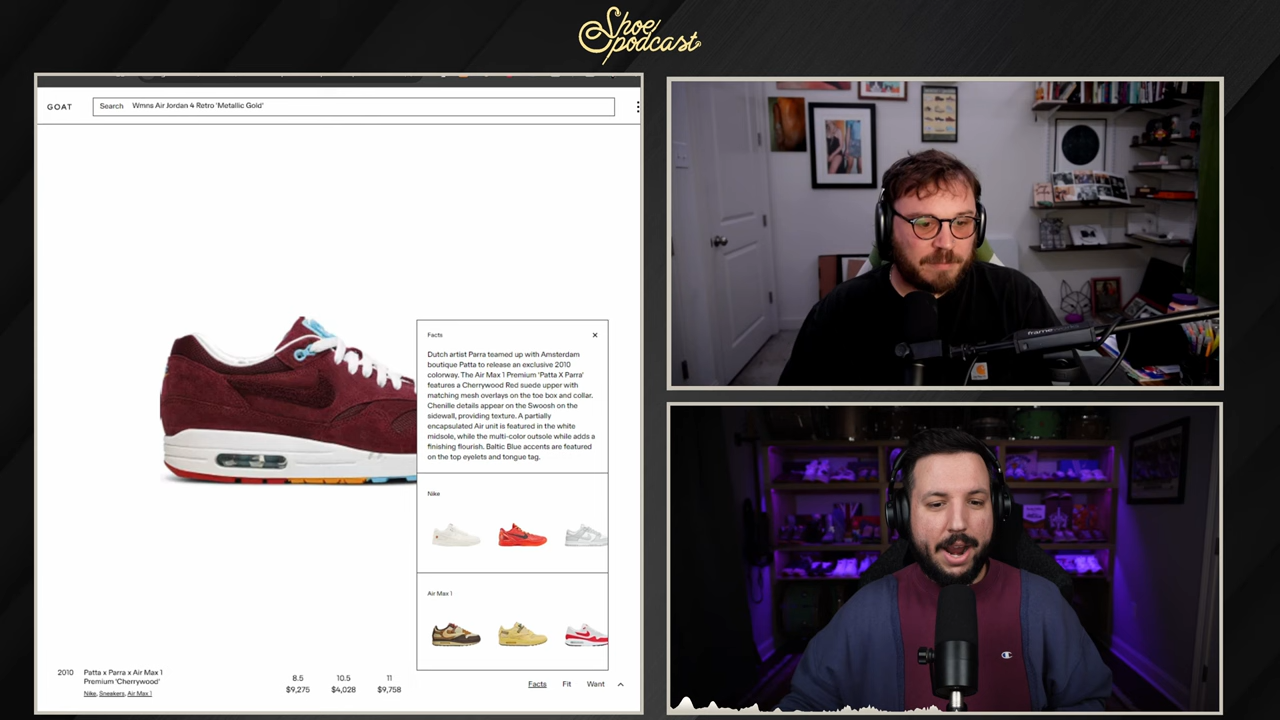 Shoe
podcast
GOAT
Search Wmns Air Jordan 4 Retro 'Metallic Gold'
Facts
Dutch artist Parra teamed up with Amsterdam
boutique Patta to release an exclusive 2010
colorway. The Air Max 1 Premium 'Patta X Parra'
features a Cherrywood Red suede upper with
matching mesh overlays on the toe box and collar.
Chenille details appear on the Swoosh on the
sidewall, providing texture. A partially
encapsulated Air unit is featured in the white
midsole, while the multi-color outsole while adds a
finishing flourish. Baltic Blue accents are featured
on the top eyelets and tongue tag.
Nike
Air Max 1
2010 Patta x Parra x Air Max 1
Premium 'Cherrywood'
Nike, Sneakers, Air Max 1
8.5 10.5 11
$9,275 $4,028 $9,758
Facts Fit Want
frame